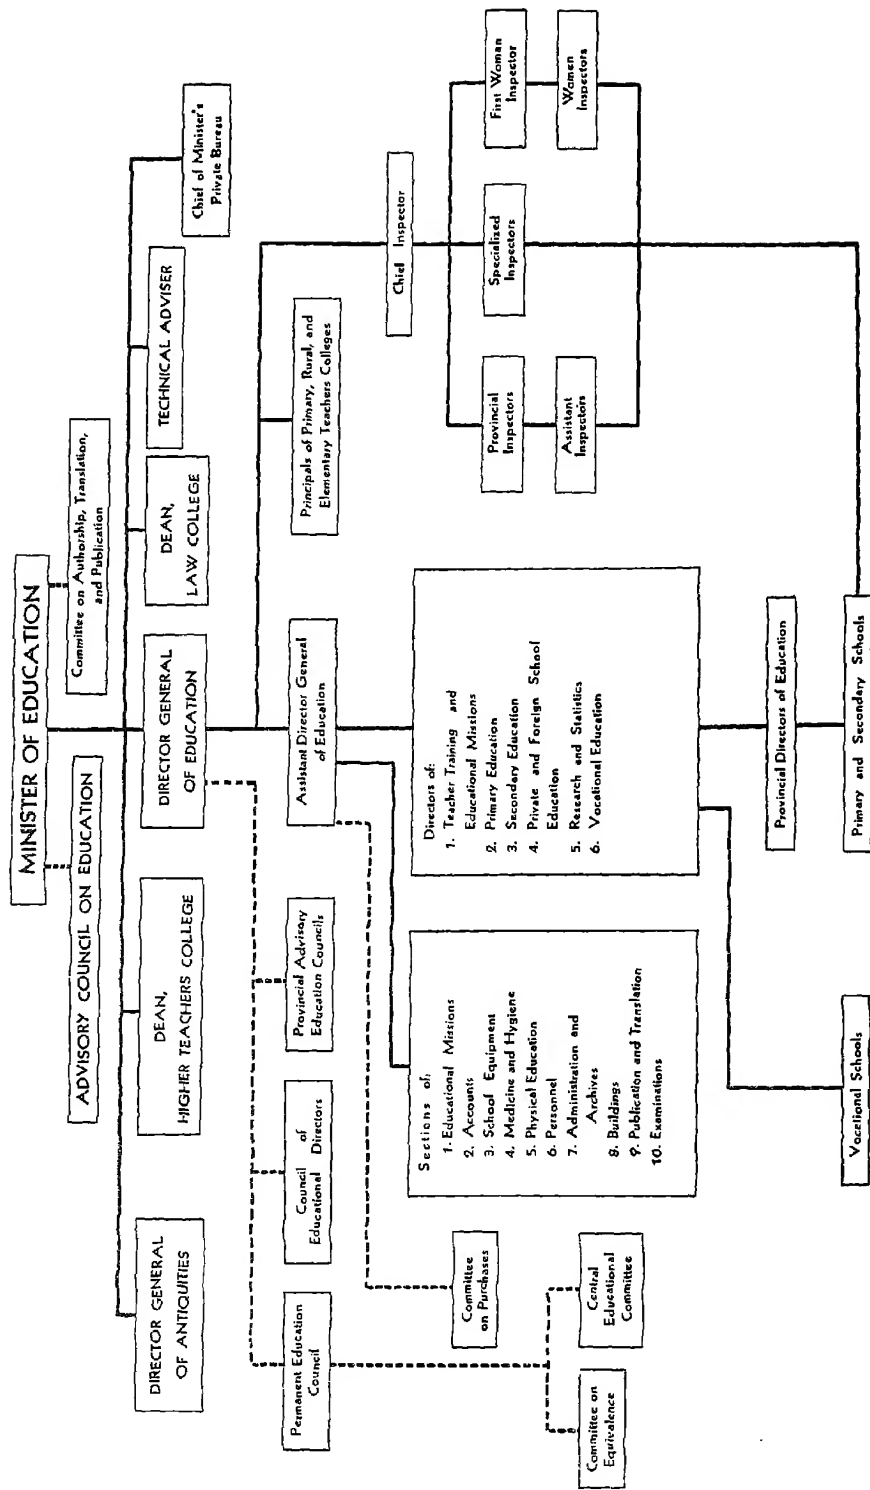 MINISTER OF EDUCATION
ADVISORY COUNCIL ON EDUCATION
Committee on Authorship, Translation,
and Publication
DIRECTOR GENERAL
OF ANTIQUITIES
DEAN,
HIGHER TEACHERS COLLEGE
DIRECTOR GENERAL
OF EDUCATION
DEAN,
LAW COLLEGE
TECHNICAL ADVISER
Chief of Minister's
Private Bureau
Permanent Education
Council
Council of
Educational Directors
Provincial Advisory
Education Councils
Assistant Director General
of Education
Principals of Primary, Rural, and
Elementary Teachers Colleges
Chief Inspector
Committee
on Purchases
Sections of:
1. Educational Missions
2. Accounts
3. School Equipment
4. Medicine and Hygiene
5. Physical Education
6. Personnel
7. Administration and
Archives
8. Buildings
9. Publication and Translation
10. Examinations
Directors of:
1. Teacher Training and
Educational Missions
2. Primary Education
3. Secondary Education
4. Private and Foreign School
Education
5. Research and Statistics
6. Vocational Education
Provincial
Inspectors
Specialized
Inspectors
First Woman
Inspector
Assistant
Inspectors
Women
Inspectors
Committee on
Equivalence
Central
Educational
Committee
Provincial Directors of Education
Vocational Schools
Primary and Secondary Schools